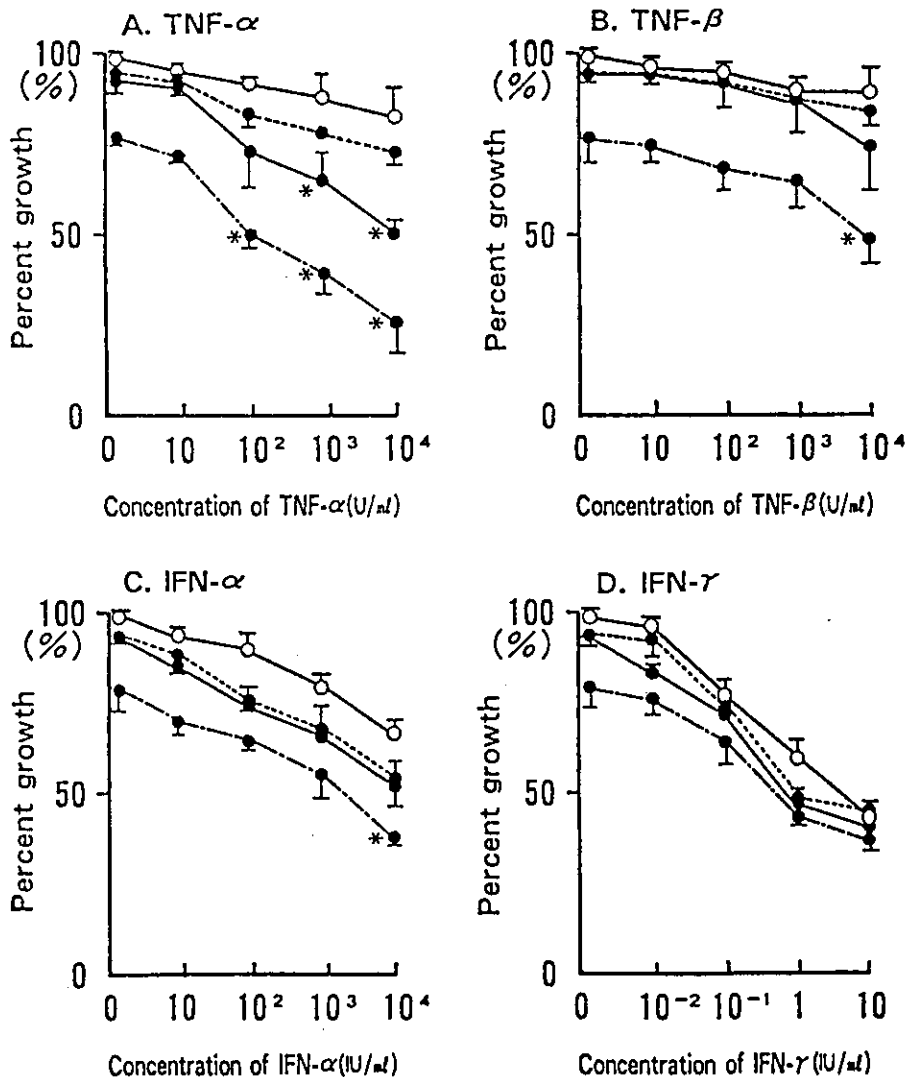 A. TNF-α
100
(%)
50
0
Percent growth
*
*
*
*
*
0 10 10² 10³ 10⁴
Concentration of TNF-α(U/ml)
B. TNF-β
100
(%)
50
0
Percent growth
*
0 10 10² 10³ 10⁴
Concentration of TNF-β(U/ml)
C. IFN-α
100
(%)
50
0
Percent growth
*
0 10 10² 10³ 10⁴
Concentration of IFN-α(IU/ml)
D. IFN-γ
100
(%)
50
0
Percent growth
0 10⁻² 10⁻¹ 1 10
Concentration of IFN-γ(IU/ml)